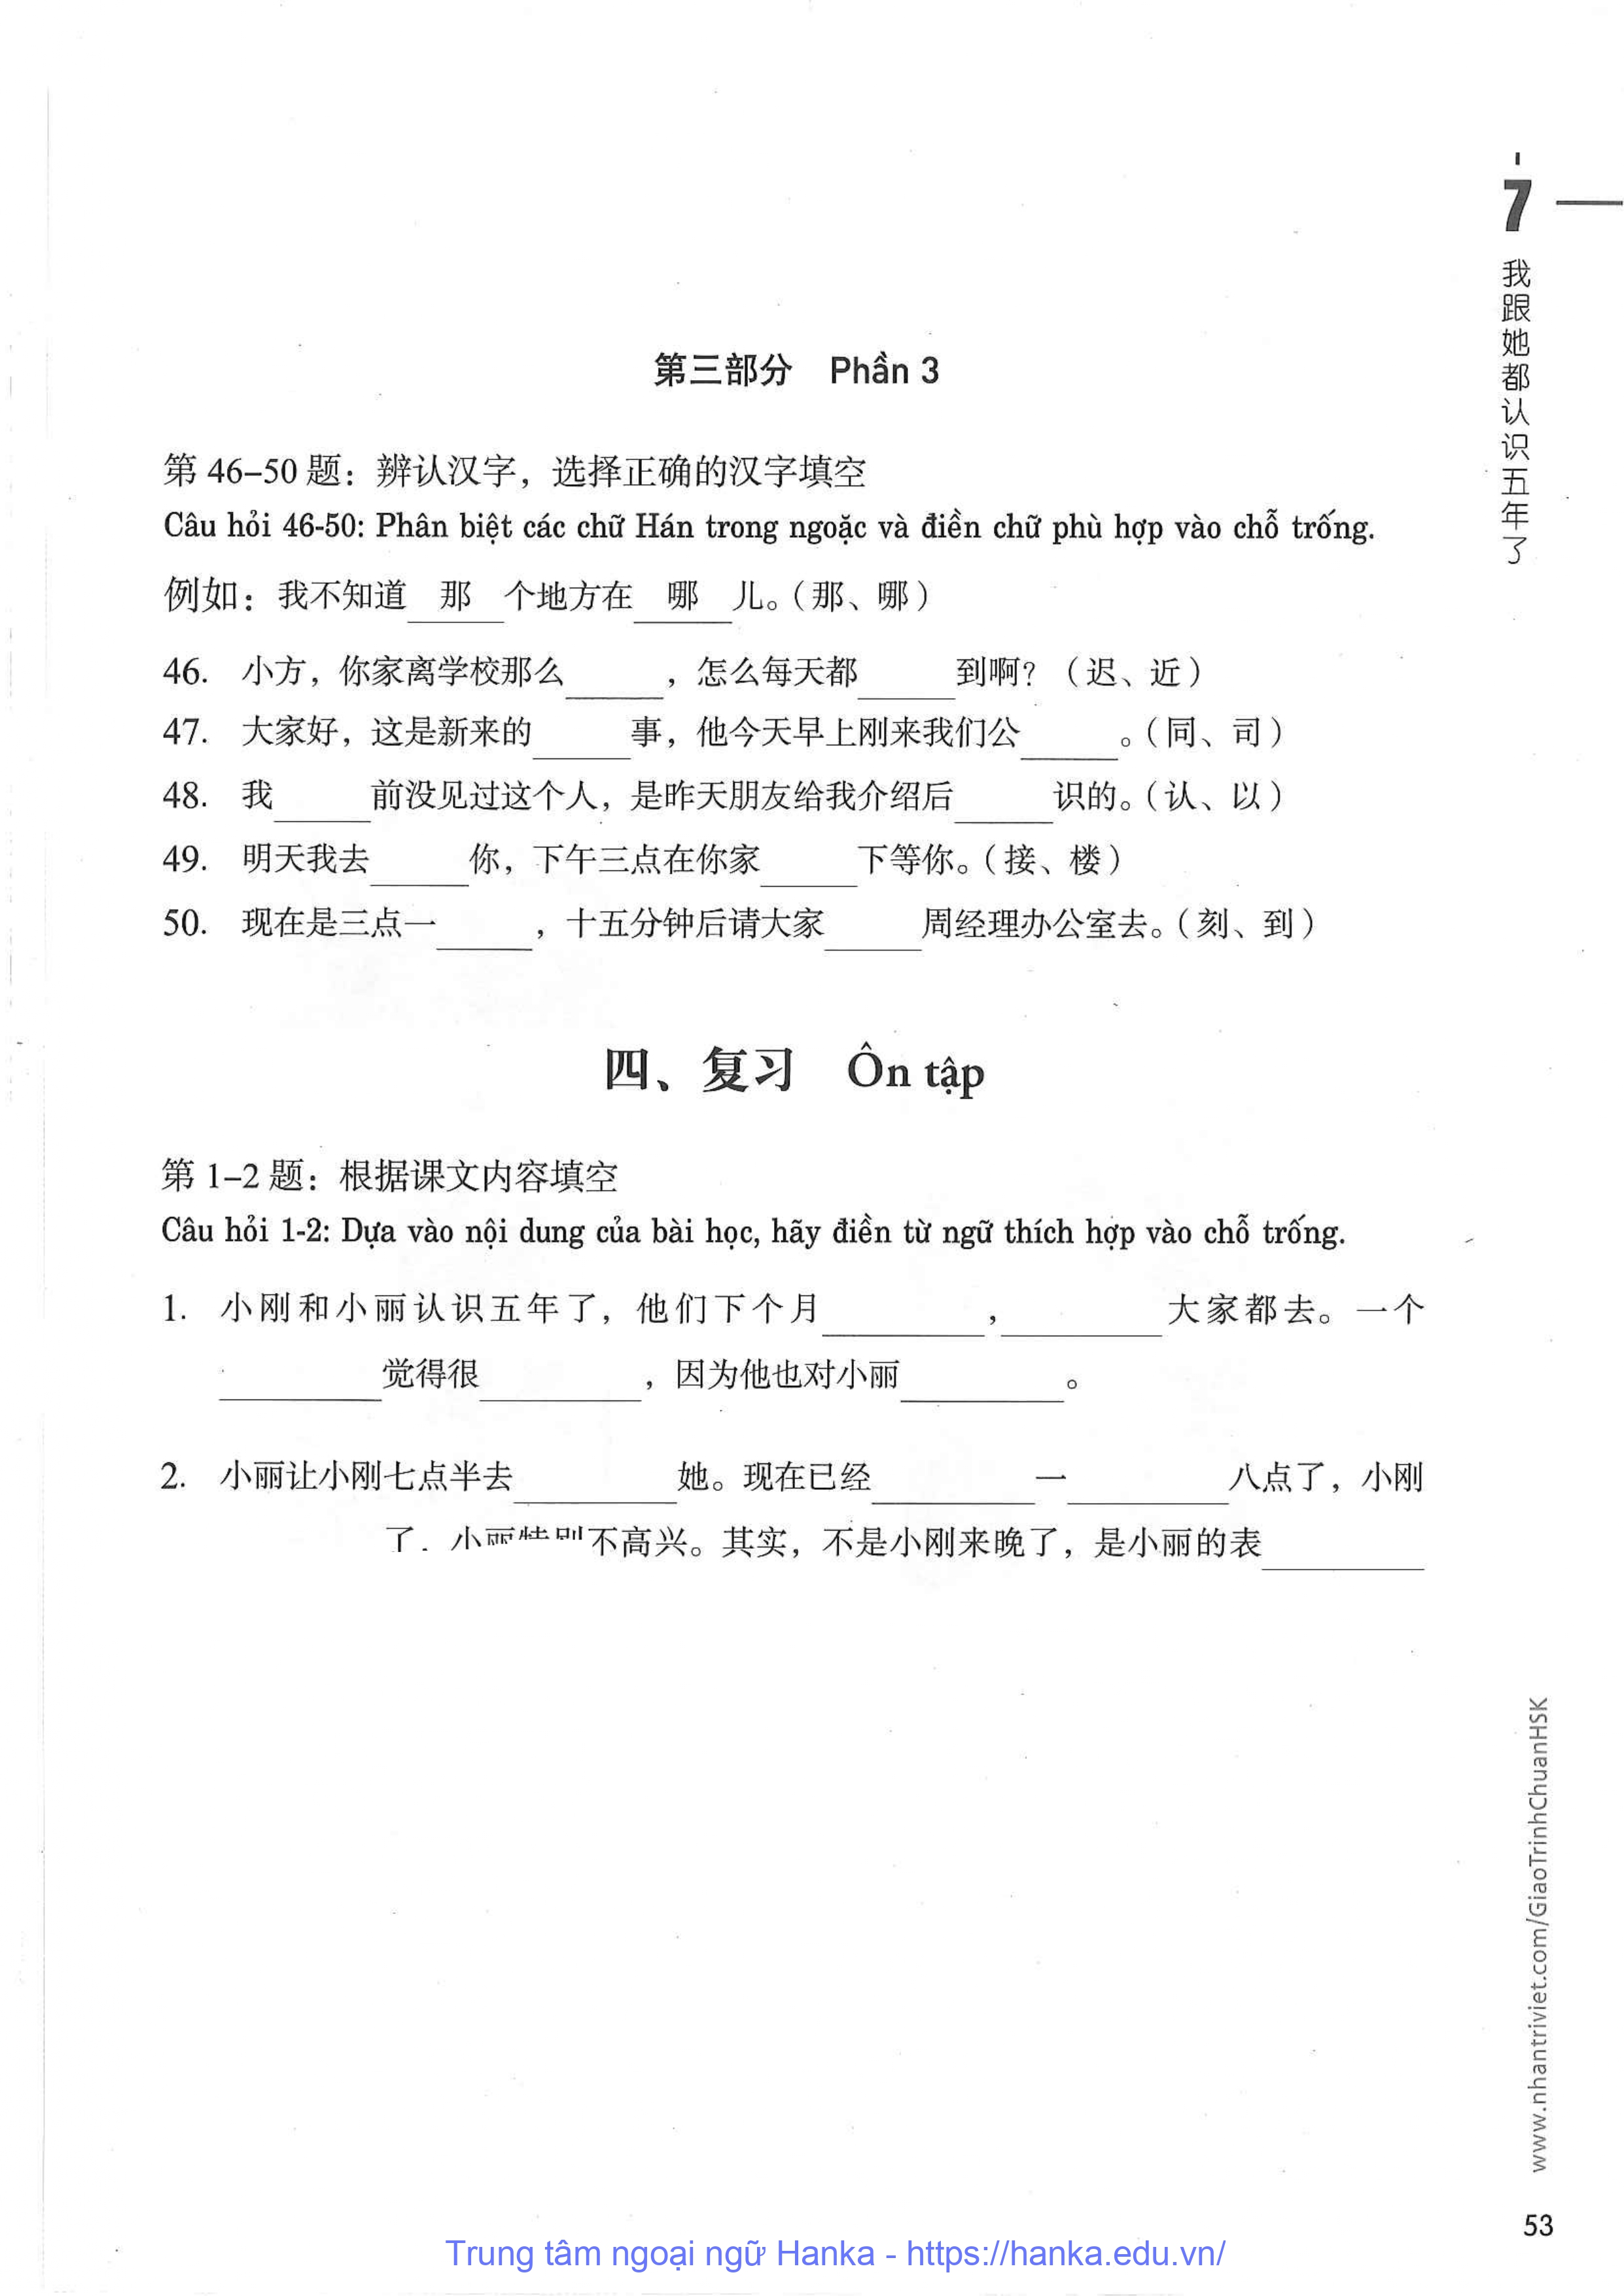 7
我跟她都认识五年了
第三部分 Phần 3
第 46–50 题：辨认汉字，选择正确的汉字填空
Câu hỏi 46-50: Phân biệt các chữ Hán trong ngoặc và điền chữ phù hợp vào chỗ trống.
例如：我不知道 那 个地方在 哪 儿。（那、哪）
46. 小方，你家离学校那么______，怎么每天都______到啊？（迟、近）
47. 大家好，这是新来的______事，他今天早上刚来我们公______。（同、司）
48. 我______前没见过这个人，是昨天朋友给我介绍后______识的。（认、以）
49. 明天我去______你，下午三点在你家______下等你。（接、楼）
50. 现在是三点一______，十五分钟后请大家______周经理办公室去。（刻、到）
四、复习 Ôn tập
第 1–2 题：根据课文内容填空
Câu hỏi 1-2: Dựa vào nội dung của bài học, hãy điền từ ngữ thích hợp vào chỗ trống.
1. 小刚和小丽认识五年了，他们下个月__________，__________大家都去。一个
__________觉得很__________，因为他也对小丽__________。
2. 小丽让小刚七点半去__________她。现在已经__________一__________八点了，小刚
了，小丽特别不高兴。其实，不是小刚来晚了，是小丽的表__________
www.nhantriviet.com/GiaoTrinhChuanHSK
53
Trung tâm ngoại ngữ Hanka - https://hanka.edu.vn/